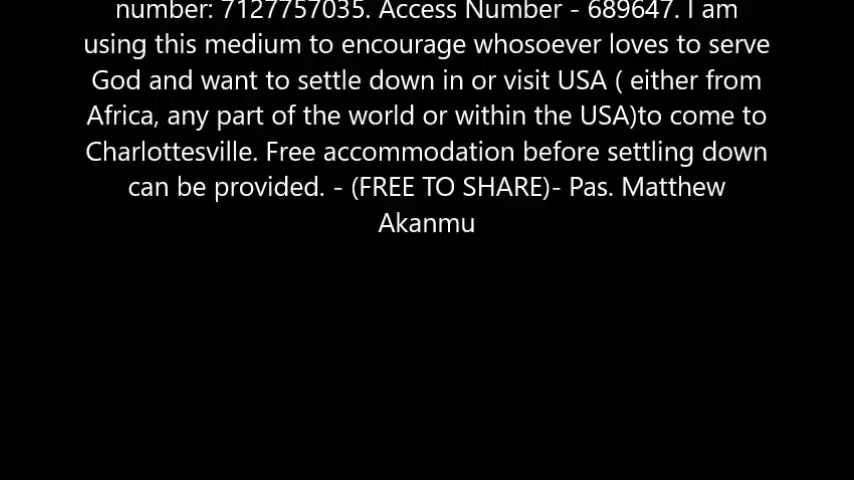 number: 7127757035. Access Number - 689647. I am
using this medium to encourage whosoever loves to serve
God and want to settle down in or visit USA ( either from
Africa, any part of the world or within the USA)to come to
Charlottesville. Free accommodation before settling down
can be provided. - (FREE TO SHARE)- Pas. Matthew
Akanmu